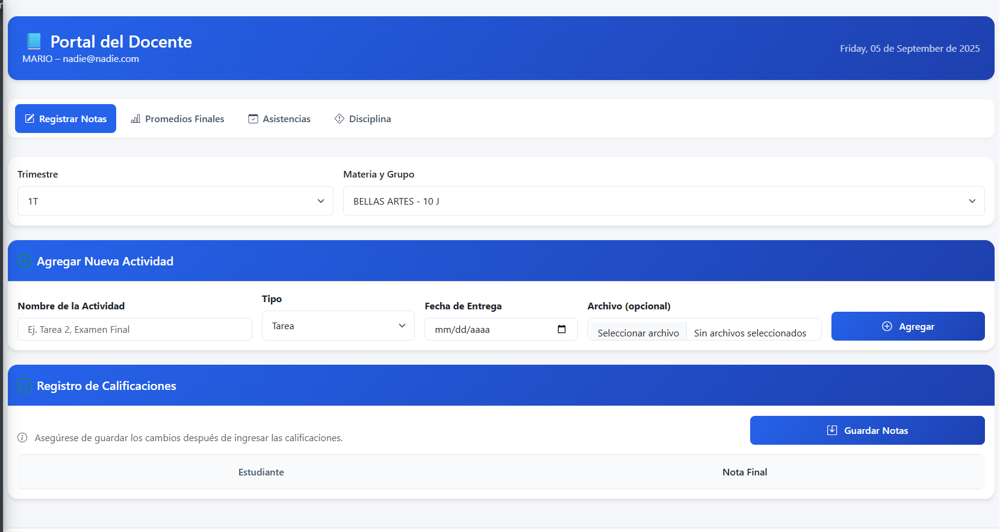 Portal del Docente
MARIO – nadie@nadie.com
Friday, 05 de September de 2025
Registrar Notas
Promedios Finales
Asistencias
Disciplina
Trimestre
Materia y Grupo
1T
BELLAS ARTES - 10 J
Agregar Nueva Actividad
Nombre de la Actividad
Tipo
Fecha de Entrega
Archivo (opcional)
Ej. Tarea 2, Examen Final
Tarea
mm/dd/aaaa
Seleccionar archivo
Sin archivos seleccionados
Agregar
Registro de Calificaciones
Asegúrese de guardar los cambios después de ingresar las calificaciones.
Guardar Notas
Estudiante
Nota Final